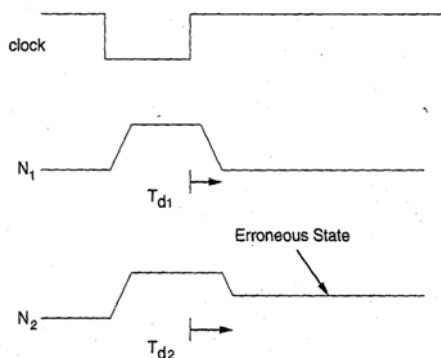 clock
N1
Td1
Erroneous State
N2
Td2